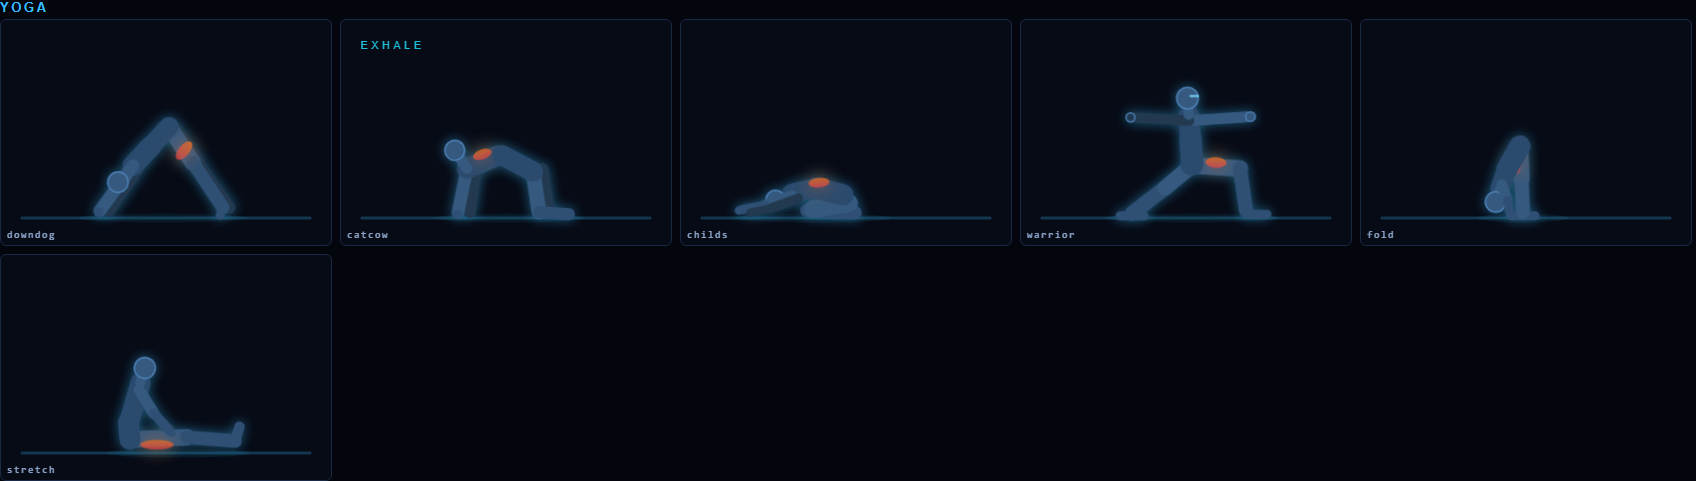 YOGA
EXHALE
downdog
catcow
childs
warrior
fold
stretch